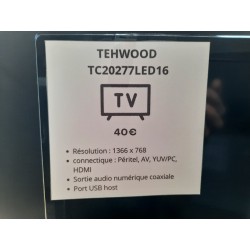 TEHWOOD
TC20277LED16
TV
40€
• Résolution : 1366 x 768
• connectique : Péritel, AV, YUV/PC,
HDMI
• Sortie audio numérique coaxiale
• Port USB host